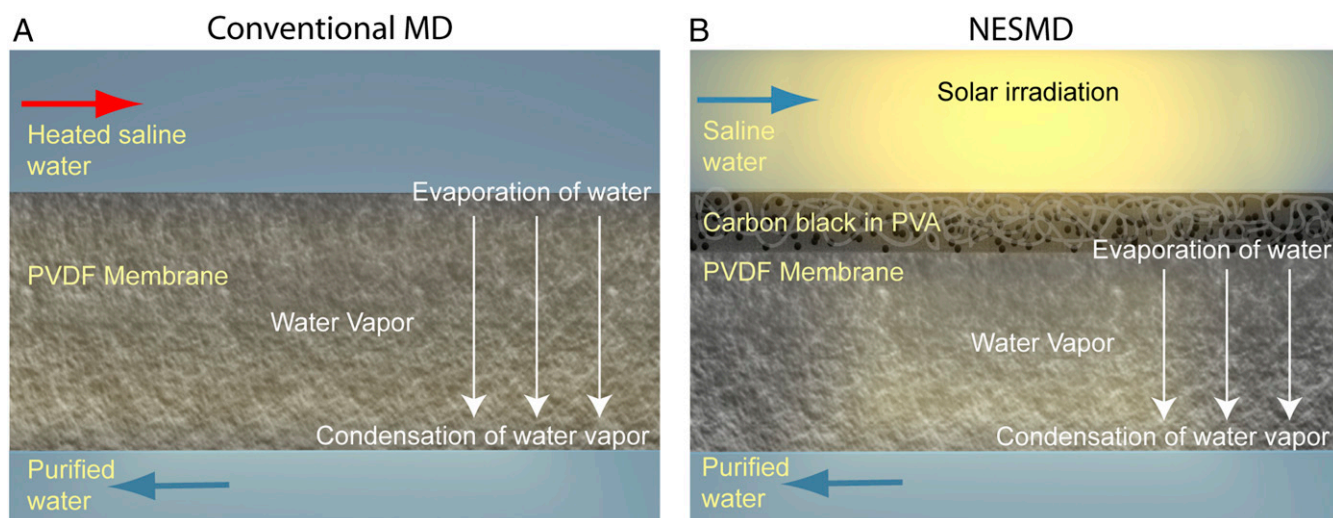 A
Conventional MD
Heated saline
water
Evaporation of water
PVDF Membrane
Water Vapor
Condensation of water vapor
Purified
water
B
NESMD
Solar irradiation
Saline
water
Carbon black in PVA
Evaporation of water
PVDF Membrane
Water Vapor
Condensation of water vapor
Purified
water